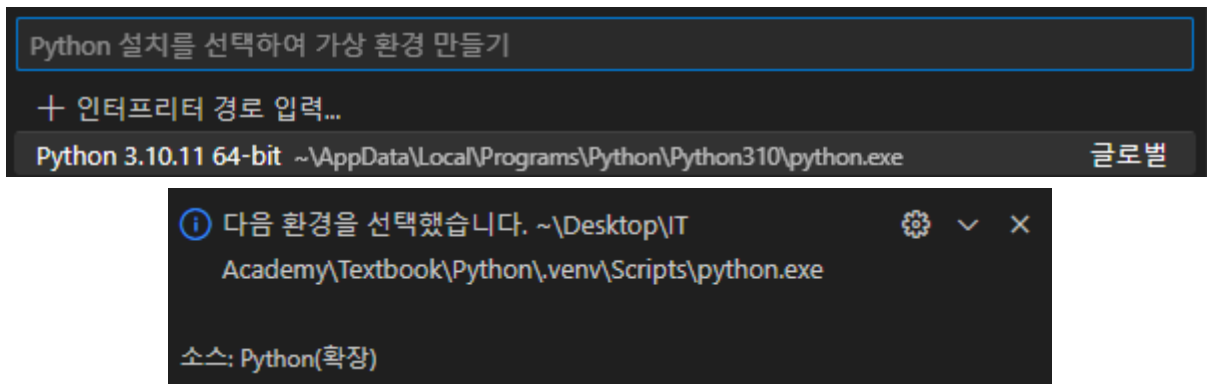 Python 설치를 선택하여 가상 환경 만들기
+ 인터프리터 경로 입력...
Python 3.10.11 64-bit ~\AppData\Local\Programs\Python\Python310\python.exe 글로벌
다음 환경을 선택했습니다. ~\Desktop\IT
Academy\Textbook\Python\.venv\Scripts\python.exe
소스: Python(확장)